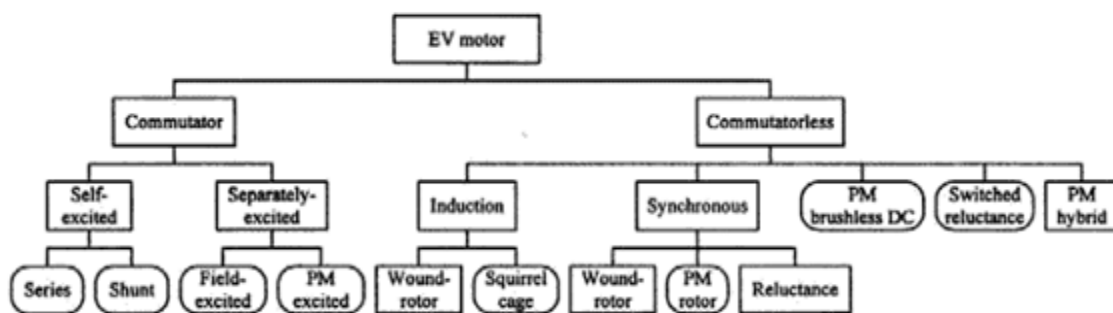 EV motor
Commutator
Commutatorless
Self-
excited
Separately-
excited
Induction
Synchronous
PM
brushless DC
Switched
reluctance
PM
hybrid
Series
Shunt
Field-
excited
PM
excited
Wound-
rotor
Squirrel
cage
Wound-
rotor
PM
rotor
Reluctance